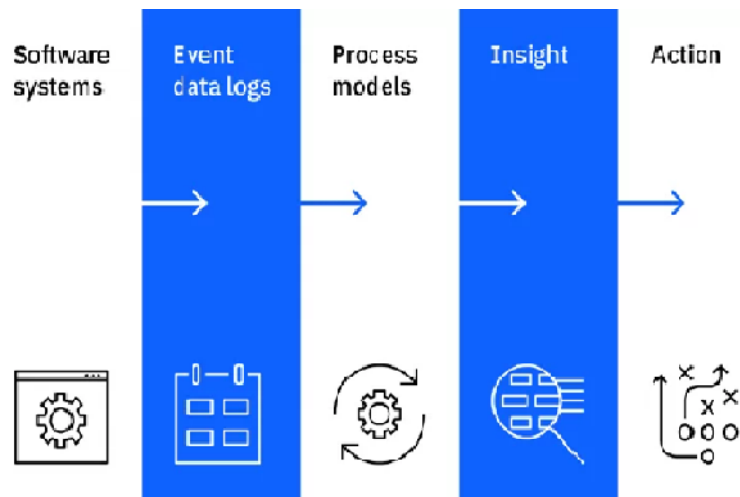 Software
systems
Event
data logs
Process
models
Insight
Action